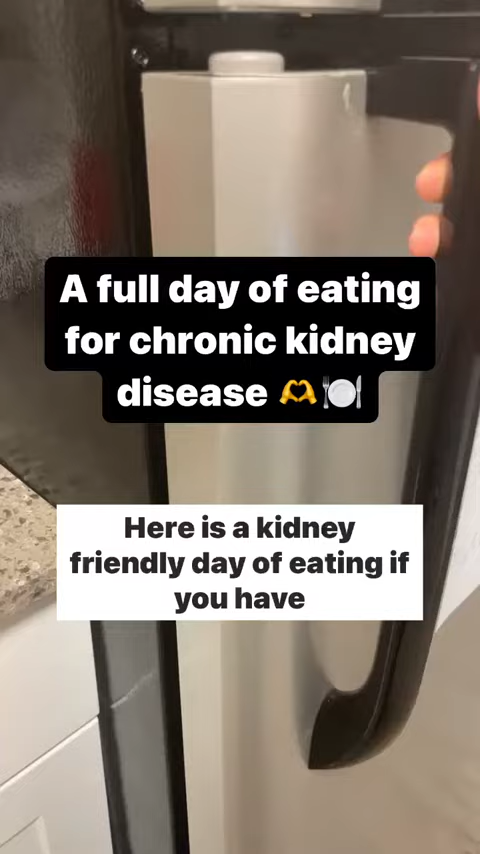 A full day of eating
for chronic kidney
disease 🫶🍽️
Here is a kidney
friendly day of eating if
you have